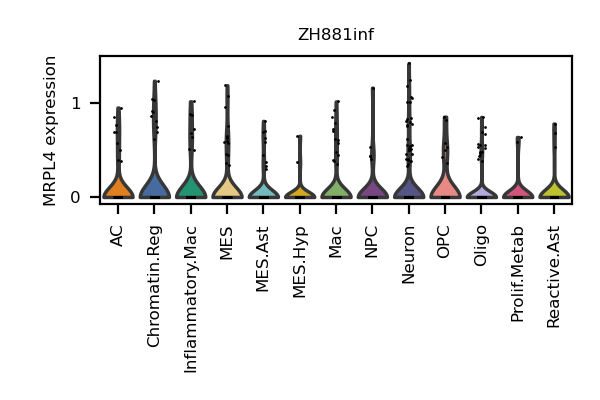 ZH881inf
MRPL4 expression
1
0
AC
Chromatin.Reg
Inflammatory.Mac
MES
MES.Ast
MES.Hyp
Mac
NPC
Neuron
OPC
Oligo
Prolif.Metab
Reactive.Ast